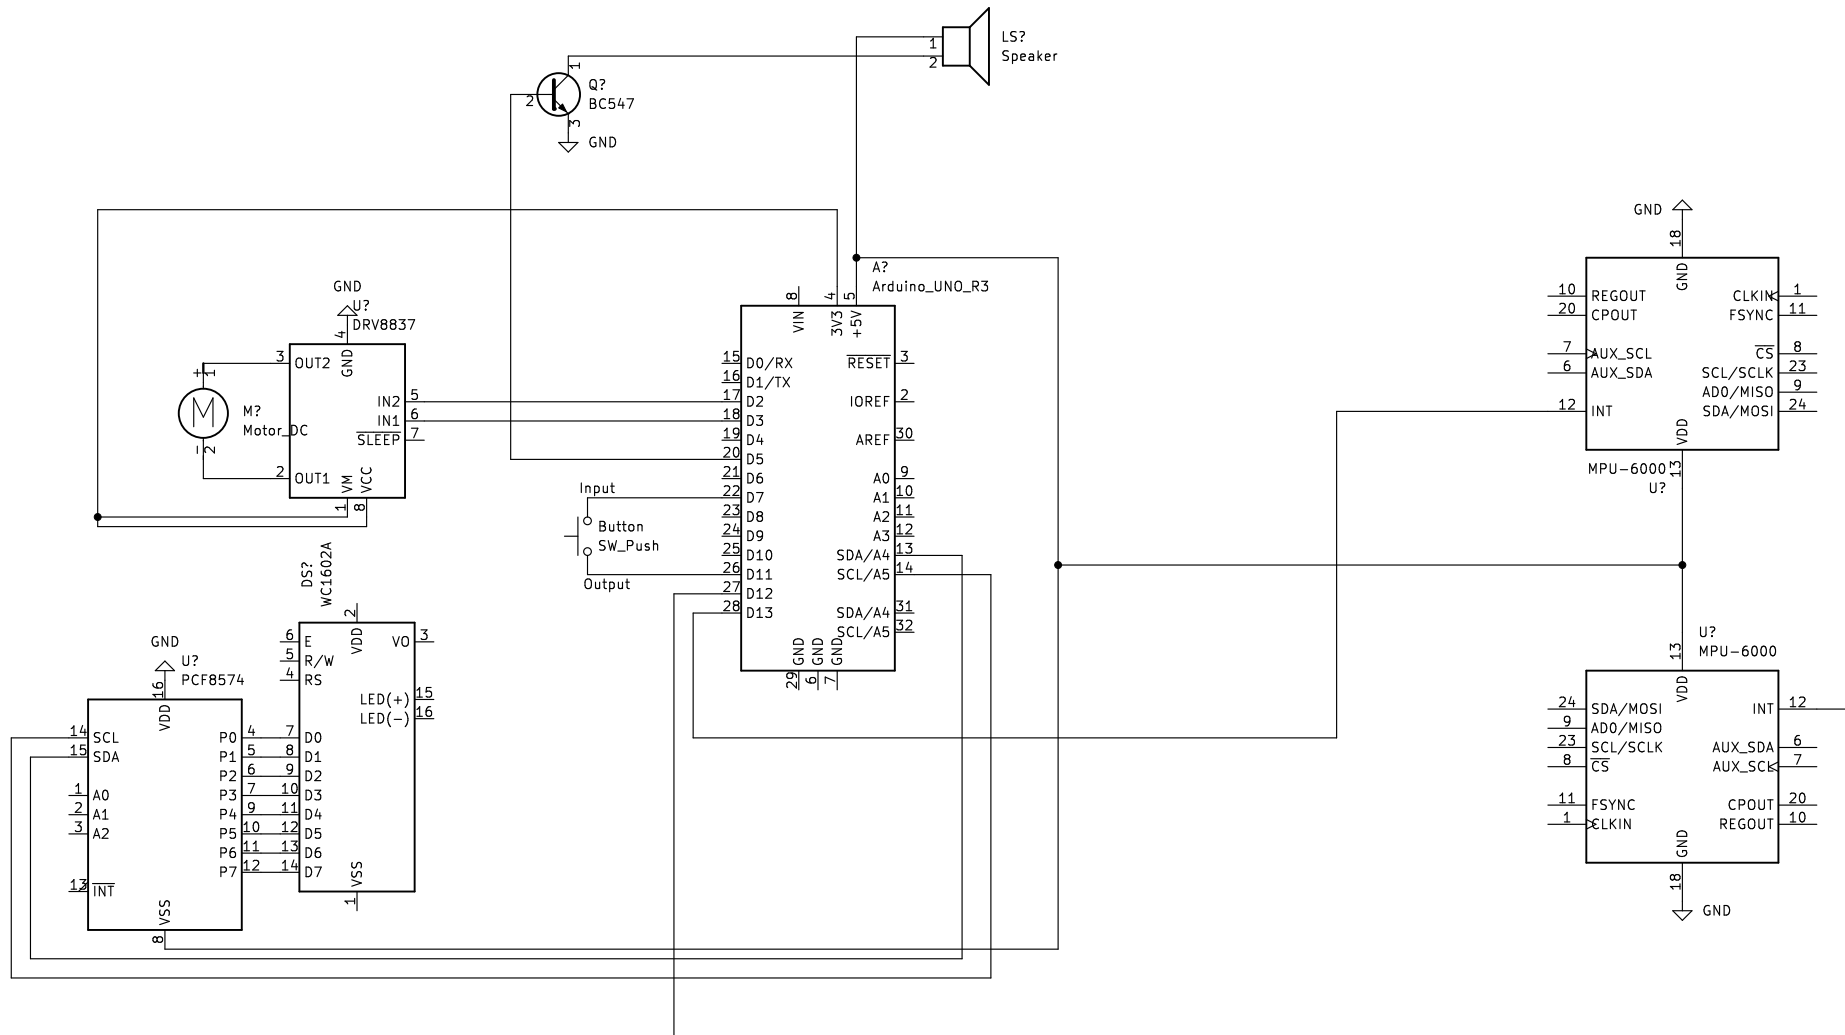 1
2
LS?
Speaker
1
2
3
Q?
BC547
GND
GND
U?
DRV8837
4
GND
3
OUT2
2
OUT1
IN2
5
IN1
6
SLEEP
7
VM
1
VCC
8
+
1
-
2
M
M?
Motor_DC
A?
Arduino_UNO_R3
8
VIN
4
3V3
5
+5V
15
D0/RX
16
D1/TX
17
D2
18
D3
19
D4
20
D5
21
D6
22
D7
23
D8
24
D9
25
D10
26
D11
27
D12
28
D13
RESET
3
IOREF
2
AREF
30
A0
9
A1
10
A2
11
A3
12
SDA/A4
13
SCL/A5
14
SDA/A4
31
SCL/A5
32
GND
29
GND
6
GND
7
Input
Button
SW_Push
Output
DS?
WC1602A
2
VDD
6
E
5
R/W
4
RS
VO
3
LED(+)
15
LED(-)
16
7
D0
8
D1
9
D2
10
D3
11
D4
12
D5
13
D6
14
D7
VSS
1
GND
U?
PCF8574
16
VDD
14
SCL
15
SDA
1
A0
2
A1
3
A2
13
INT
P0
4
P1
5
P2
6
P3
7
P4
9
P5
10
P6
11
P7
12
VSS
8
GND
18
GND
10
REGOUT
20
CPOUT
7
AUX_SCL
6
AUX_SDA
12
INT
CLKIN
1
FSYNC
11
CS
8
SCL/SCLK
23
AD0/MISO
9
SDA/MOSI
24
VDD
13
MPU-6000
U?
U?
MPU-6000
13
VDD
24
SDA/MOSI
9
AD0/MISO
23
SCL/SCLK
8
CS
11
FSYNC
1
CLKIN
INT
12
AUX_SDA
6
AUX_SCL
7
CPOUT
20
REGOUT
10
GND
18
GND